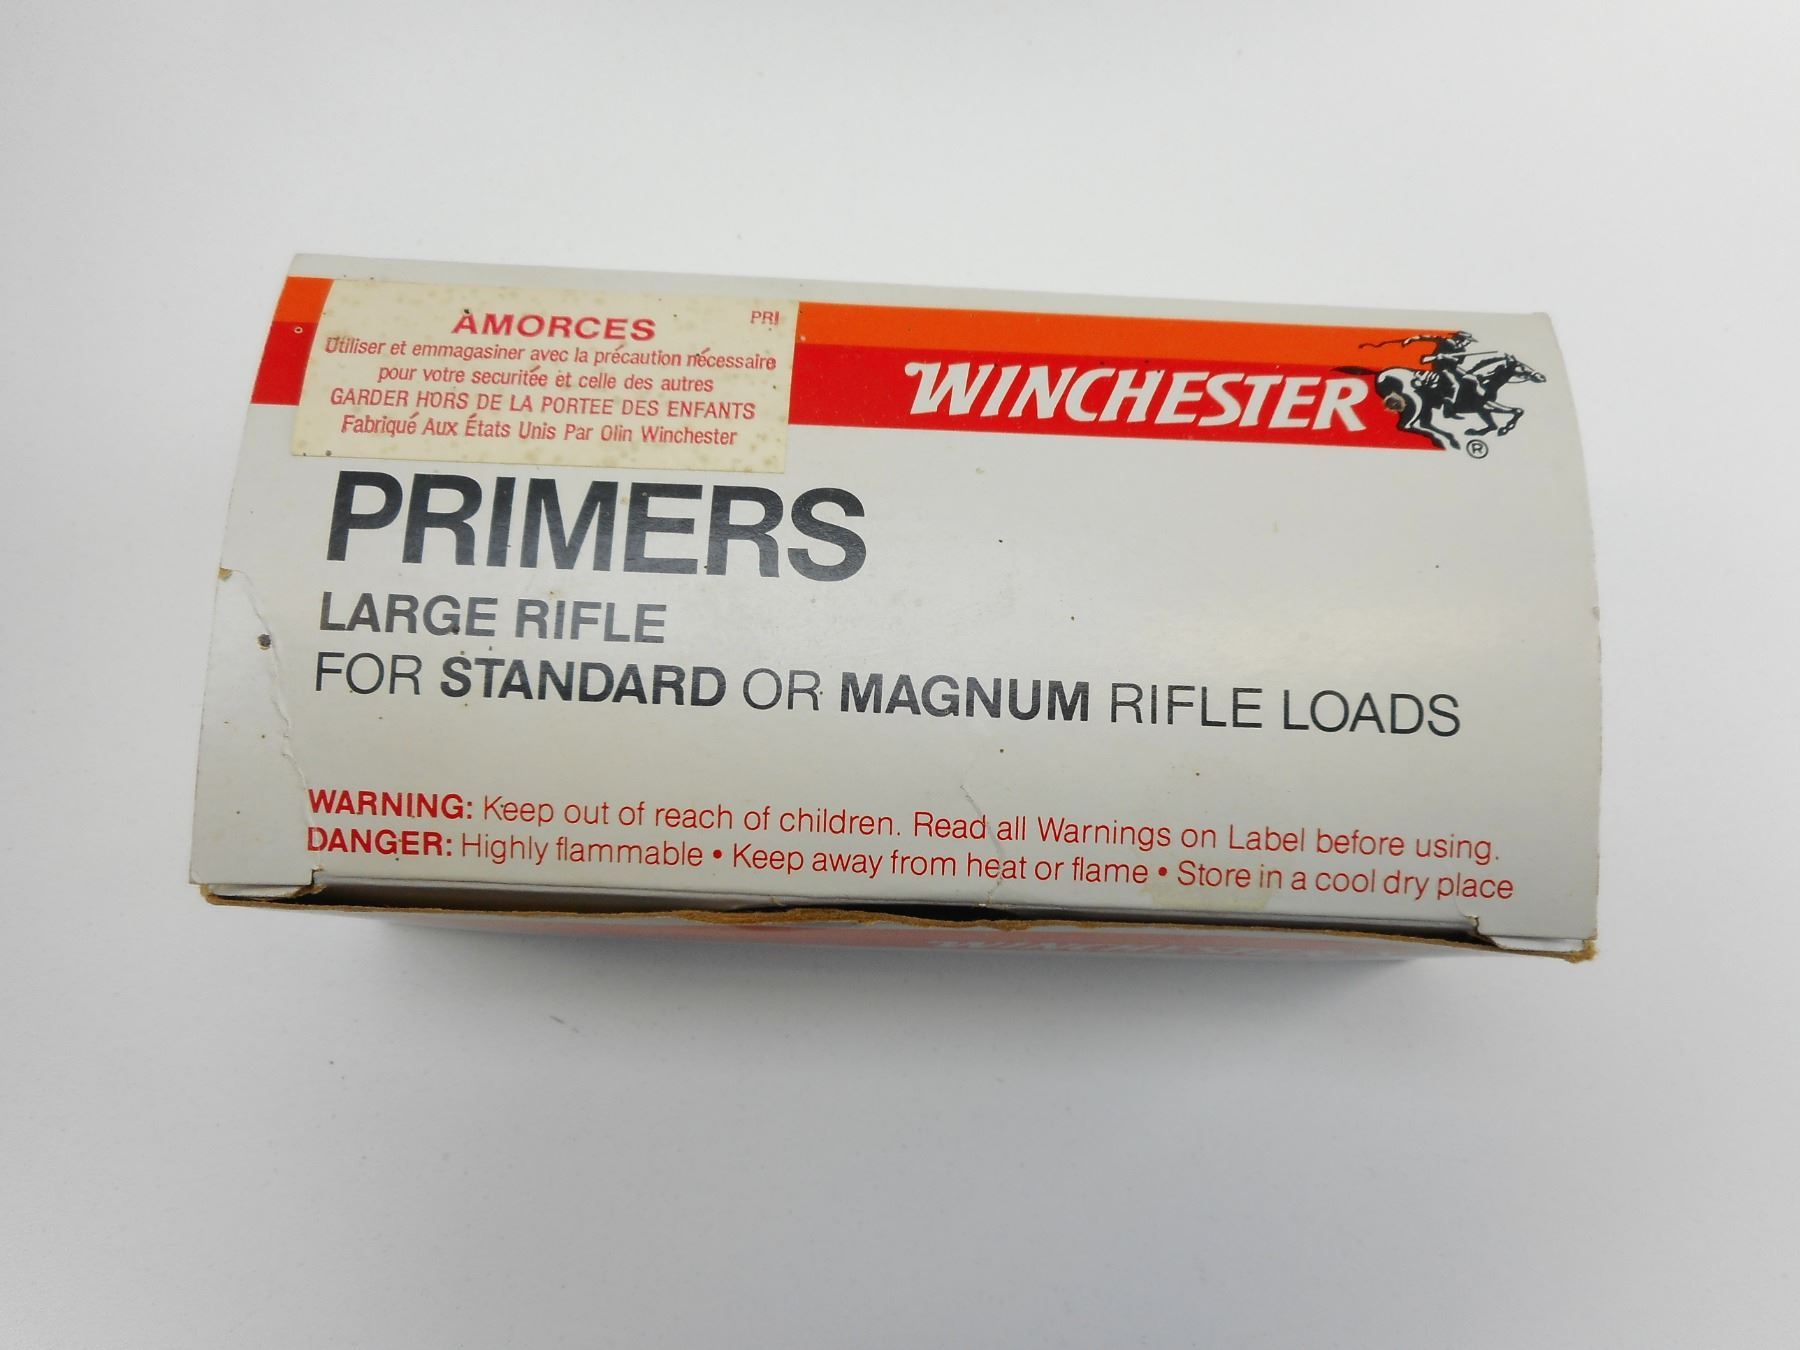 AMORCES PRI
Utiliser et emmagasiner avec la précaution nécessaire
pour votre securitée et celle des autres
GARDER HORS DE LA PORTEE DES ENFANTS
Fabriqué Aux États Unis Par Olin Winchester
WINCHESTER
®
PRIMERS
LARGE RIFLE
FOR STANDARD OR MAGNUM RIFLE LOADS
WARNING: Keep out of reach of children. Read all Warnings on Label before using.
DANGER: Highly flammable • Keep away from heat or flame • Store in a cool dry place
WINCHESTER